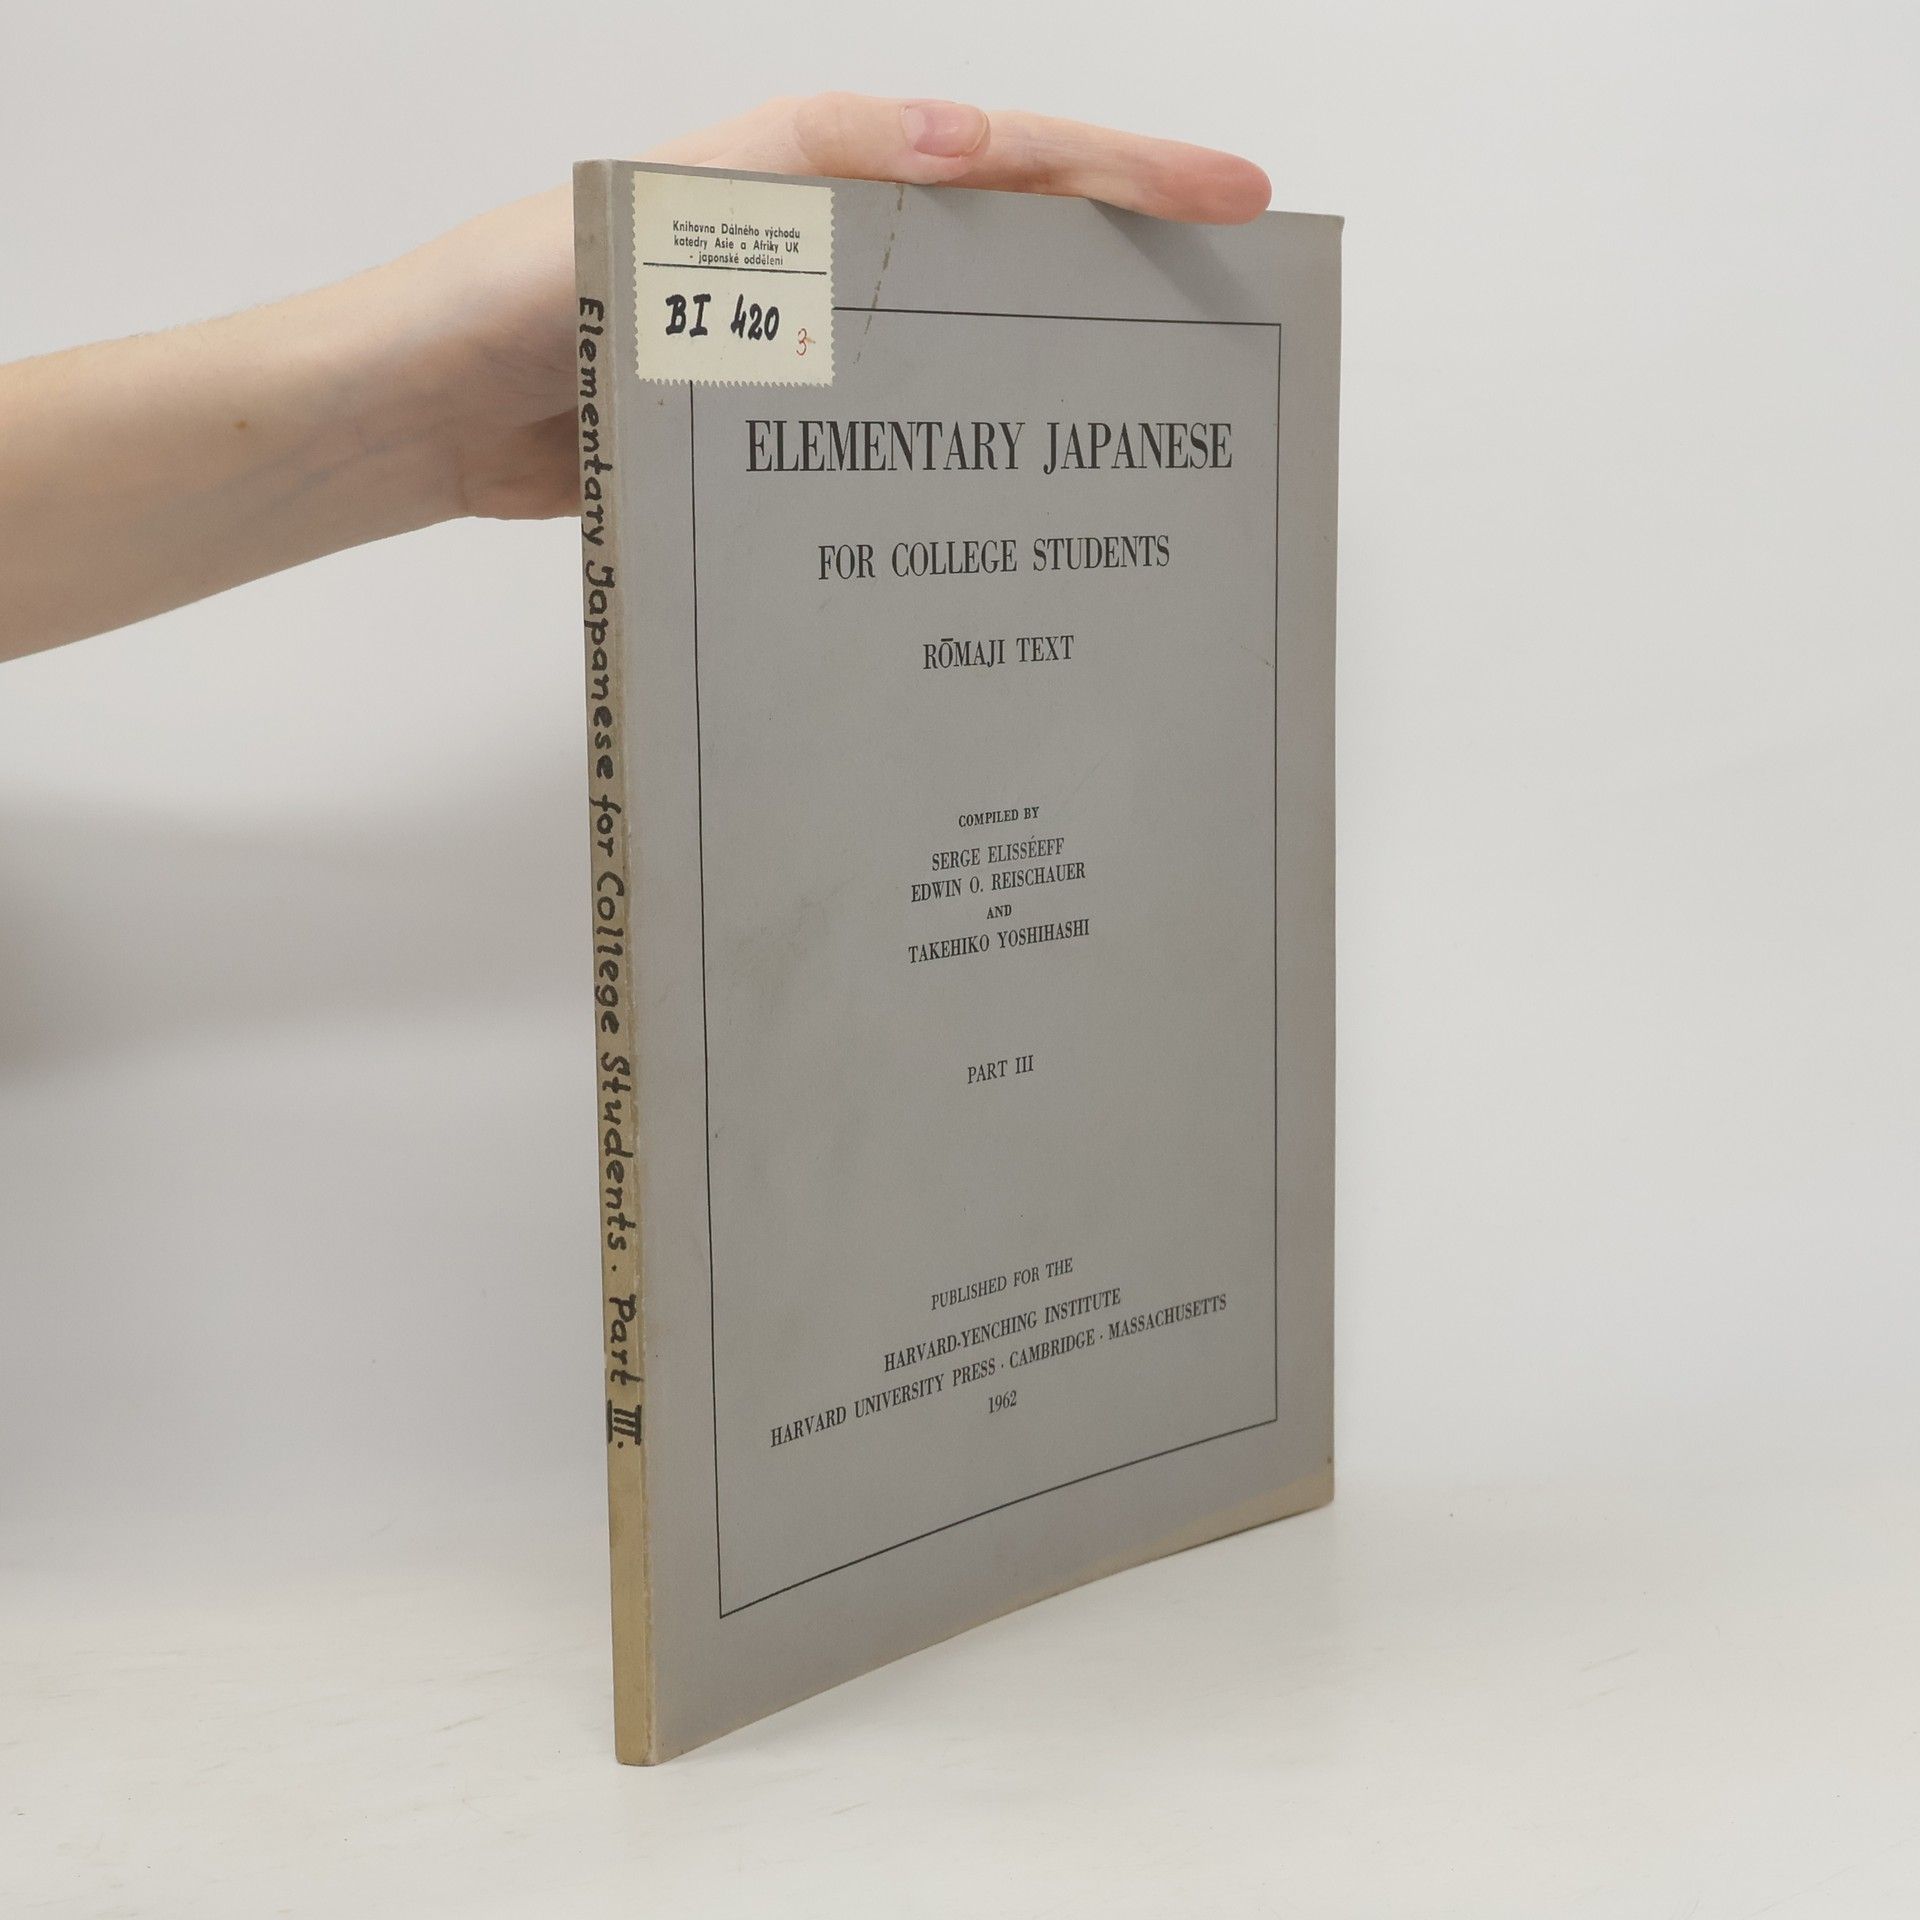 Knihovna Dálného východu
katedry Asie a Afriky UK
- japonské oddělení
BI 420
3
Elementary Japanese for College Students. Part III.
ELEMENTARY JAPANESE
FOR COLLEGE STUDENTS
RŌMAJI TEXT
COMPILED BY
SERGE ELISSÉEFF
EDWIN O. REISCHAUER
AND
TAKEHIKO YOSHIHASHI
PART III
PUBLISHED FOR THE
HARVARD-YENCHING INSTITUTE
HARVARD UNIVERSITY PRESS · CAMBRIDGE · MASSACHUSETTS
1962